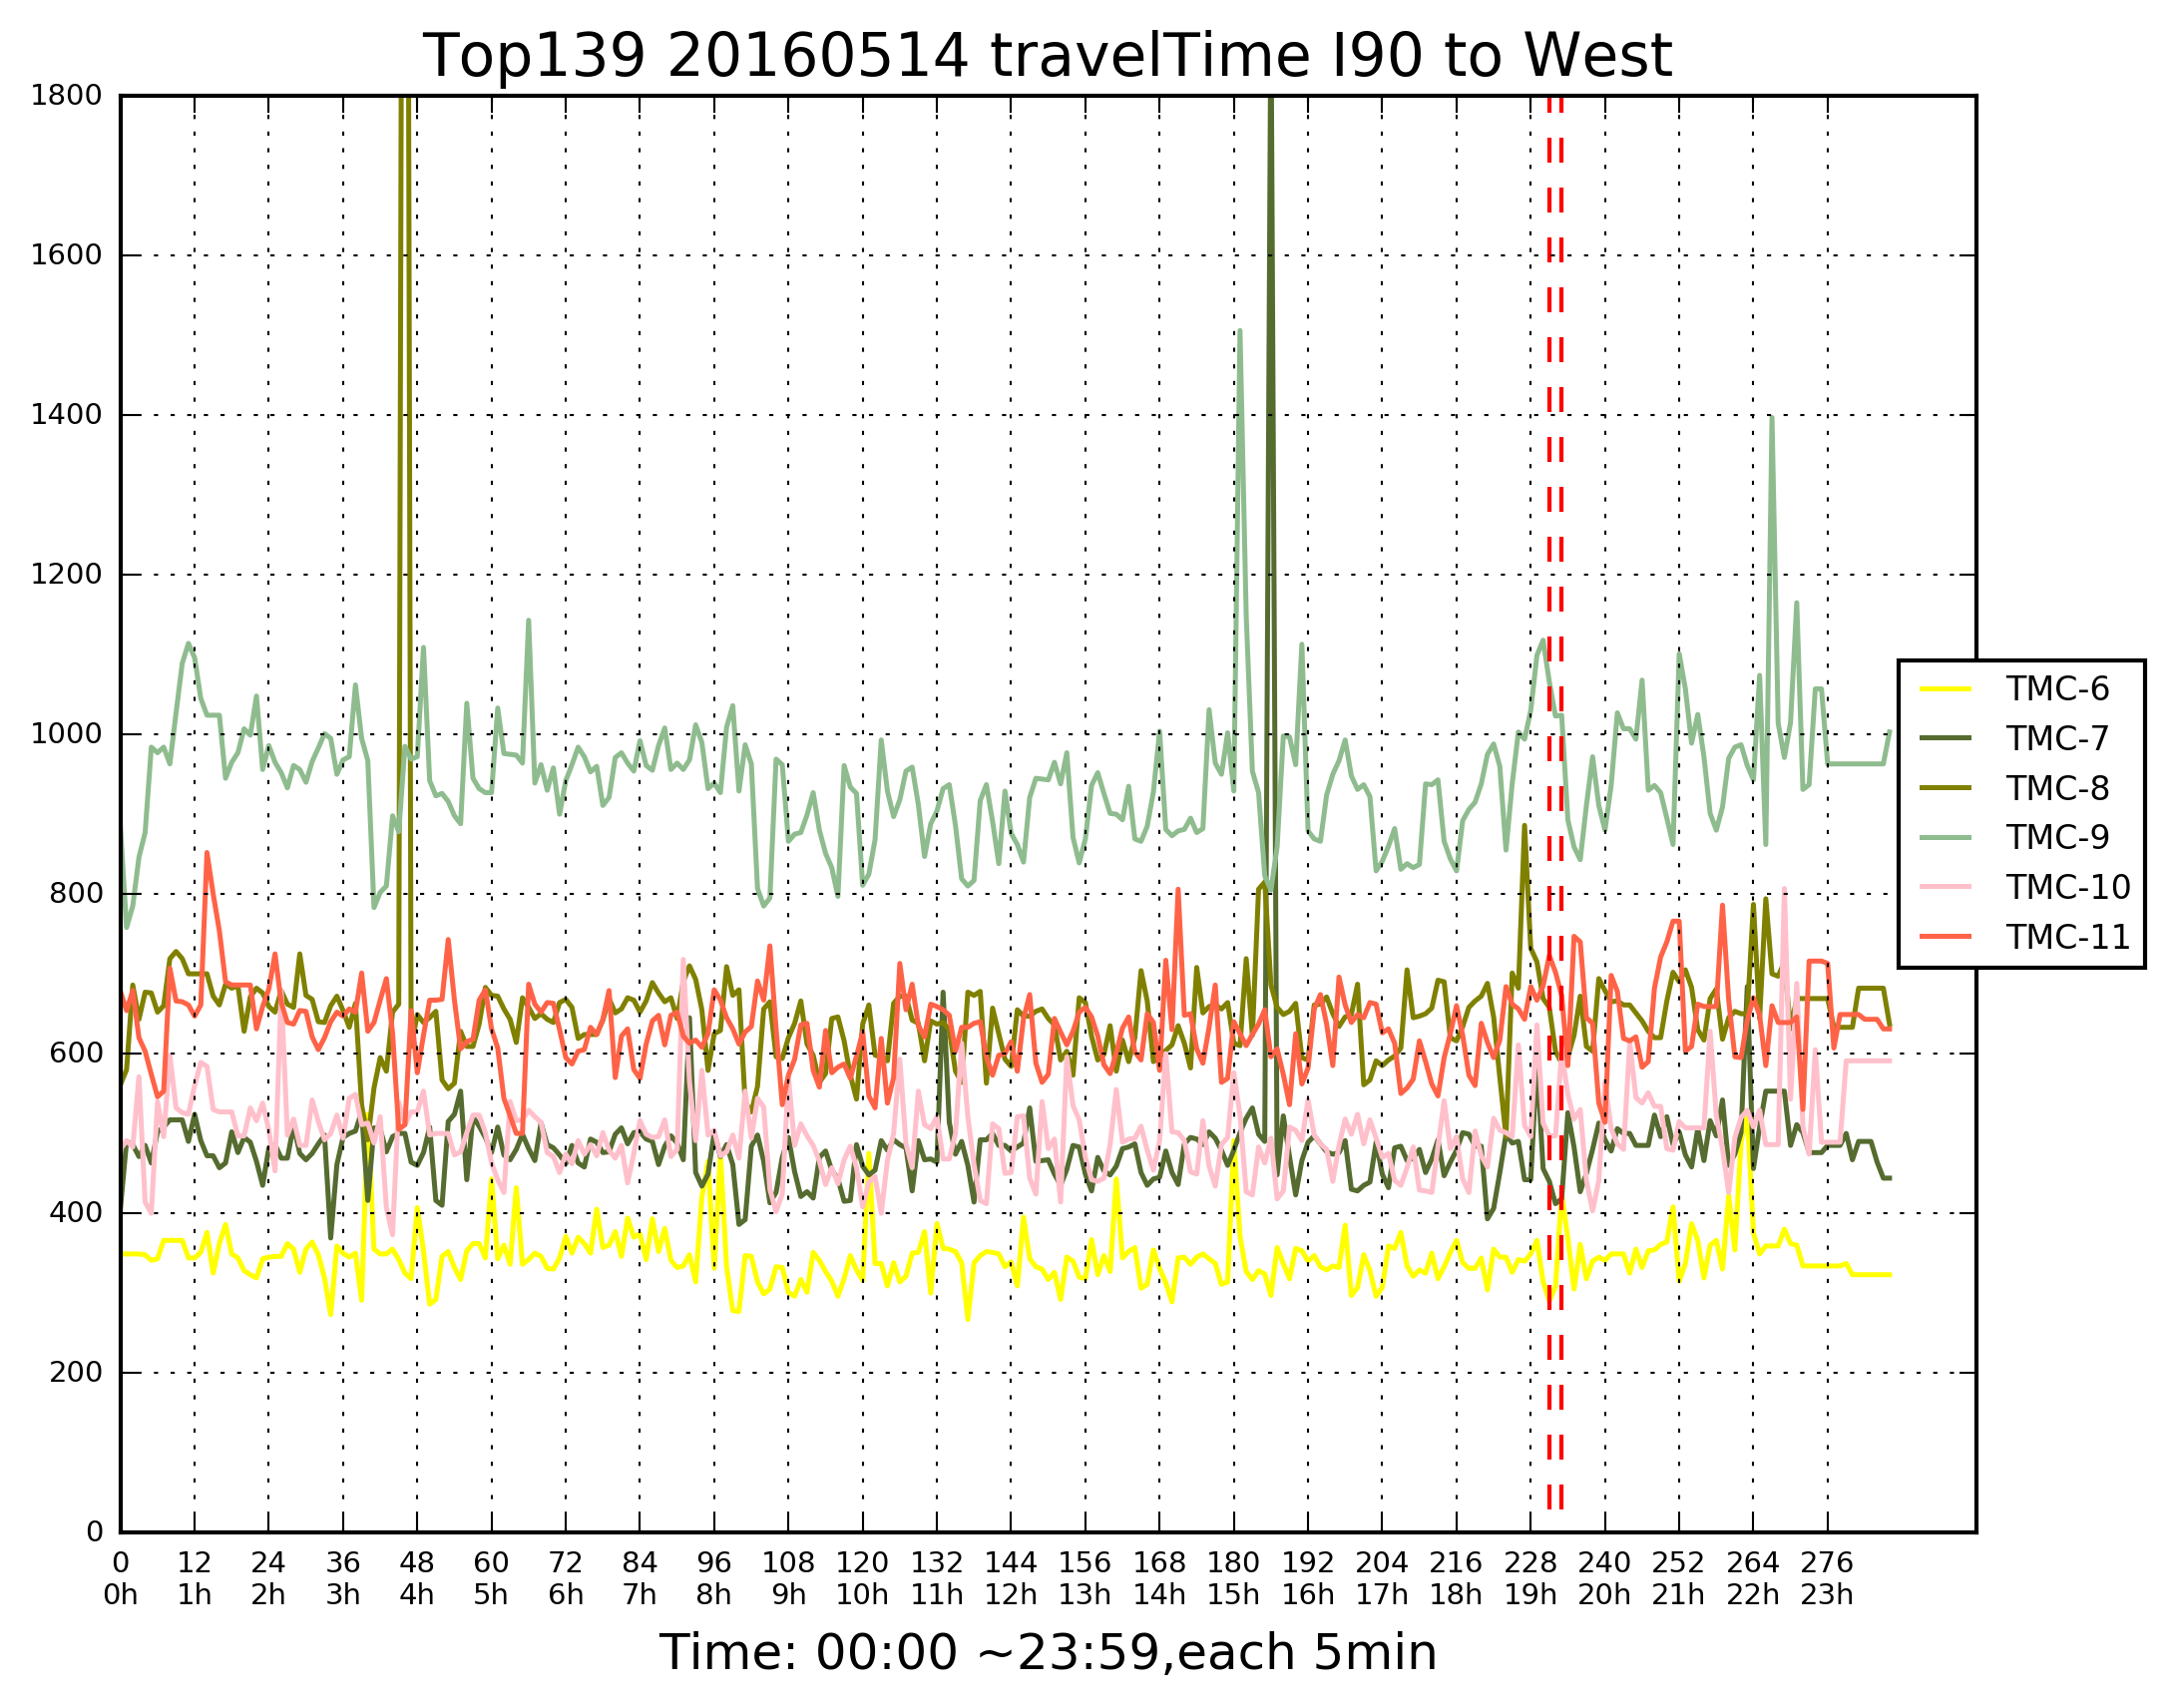 Top139 20160514 travelTime I90 to West
1800
1600
1400
1200
1000
800
600
400
200
0
TMC-6
TMC-7
TMC-8
TMC-9
TMC-10
TMC-11
0 12 24 36 48 60 72 84 96 108 120 132 144 156 168 180 192 204 216 228 240 252 264 276
0h 1h 2h 3h 4h 5h 6h 7h 8h 9h 10h 11h 12h 13h 14h 15h 16h 17h 18h 19h 20h 21h 22h 23h
Time: 00:00 ~23:59,each 5min